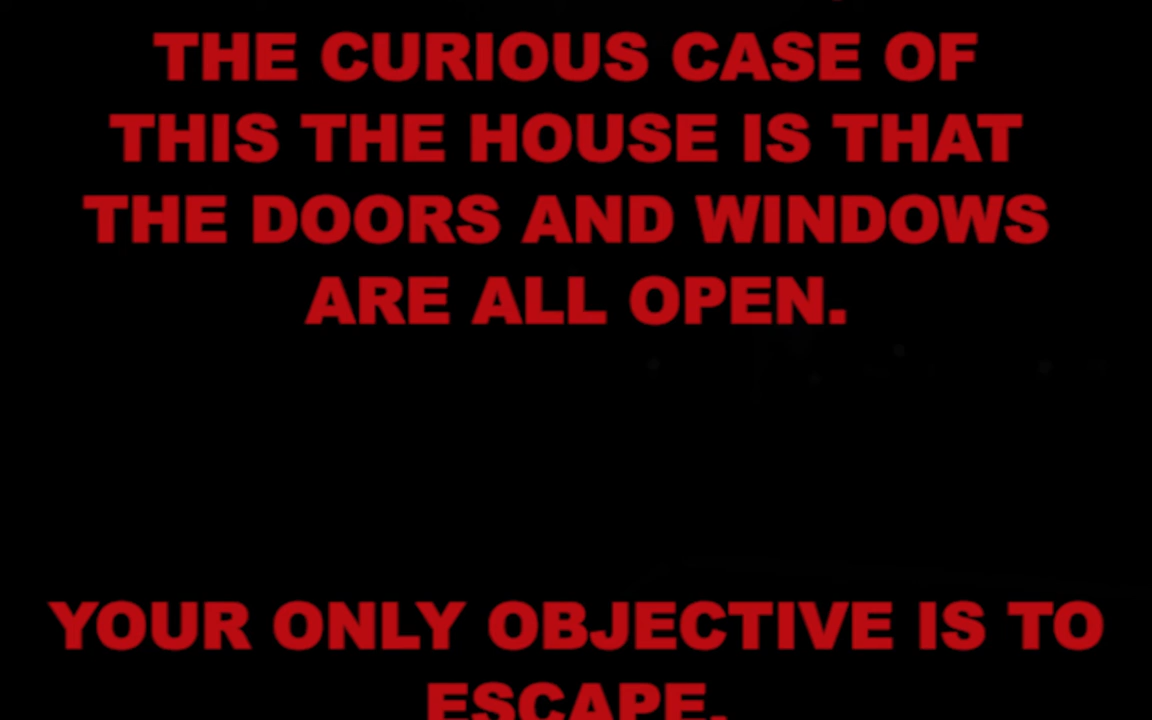 THE CURIOUS CASE OF
THIS THE HOUSE IS THAT
THE DOORS AND WINDOWS
ARE ALL OPEN.
YOUR ONLY OBJECTIVE IS TO
ESCAPE.